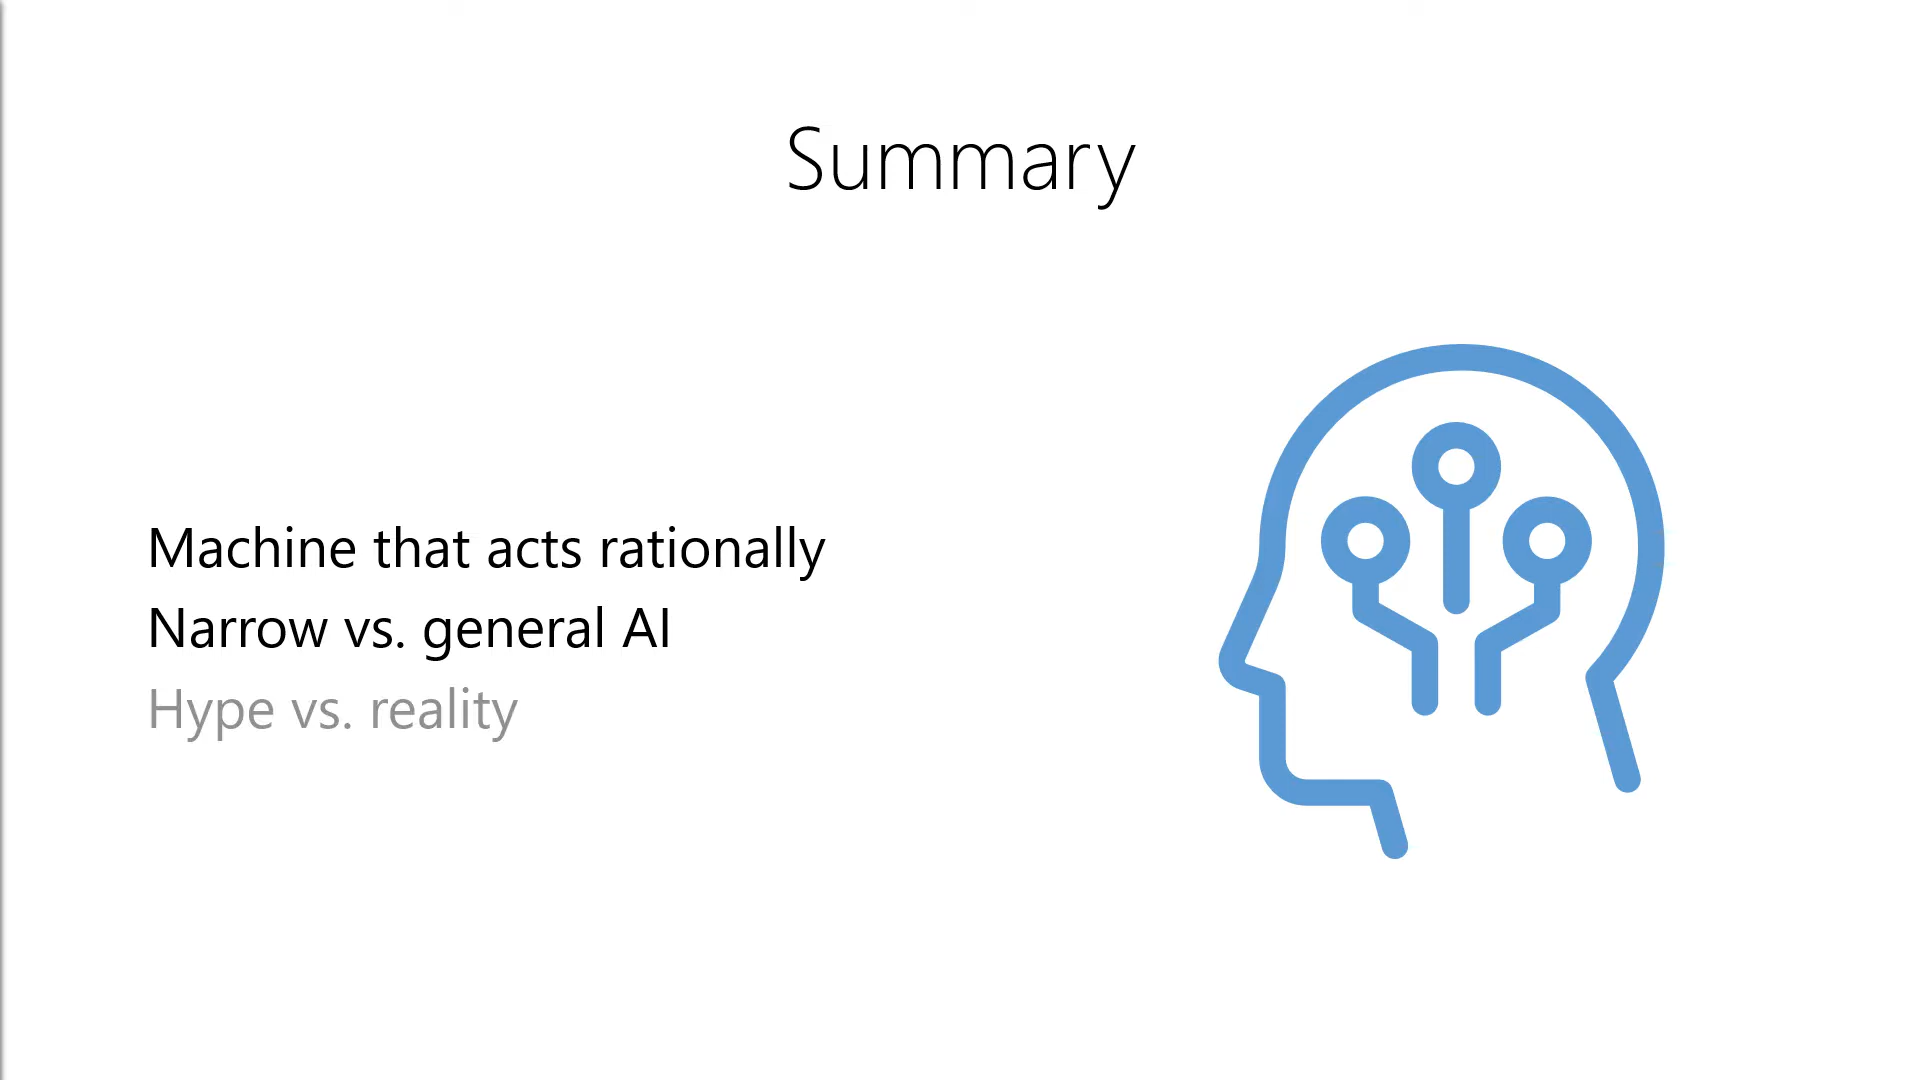 Summary
Machine that acts rationally
Narrow vs. general AI
Hype vs. reality